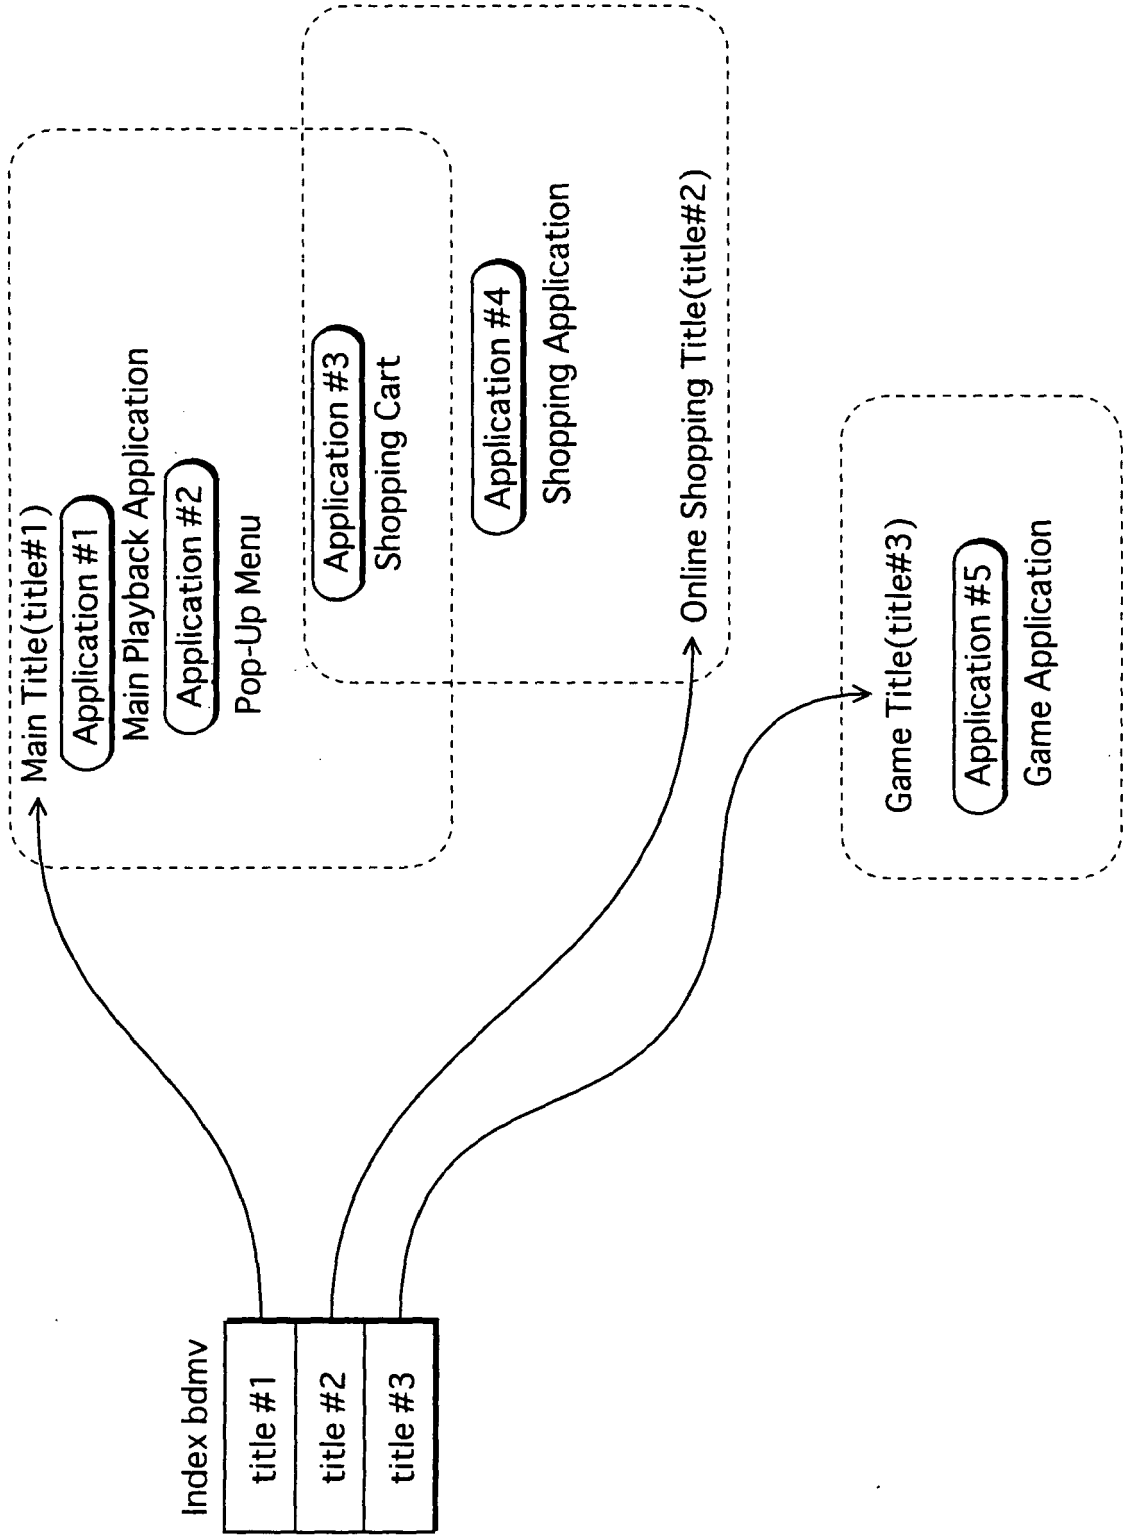 Index bdmv
title #1
title #2
title #3
Main Title(title#1)
Application #1
Main Playback Application
Application #2
Pop-Up Menu
Application #3
Shopping Cart
Application #4
Shopping Application
Online Shopping Title(title#2)
Game Title(title#3)
Application #5
Game Application